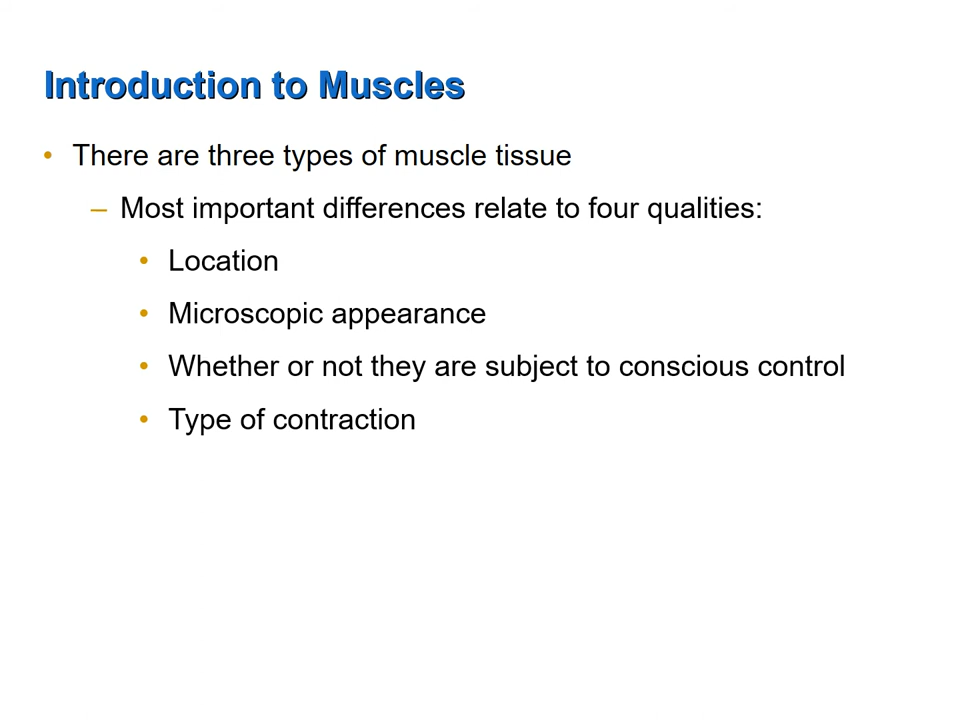 Introduction to Muscles
• There are three types of muscle tissue
– Most important differences relate to four qualities:
• Location
• Microscopic appearance
• Whether or not they are subject to conscious control
• Type of contraction